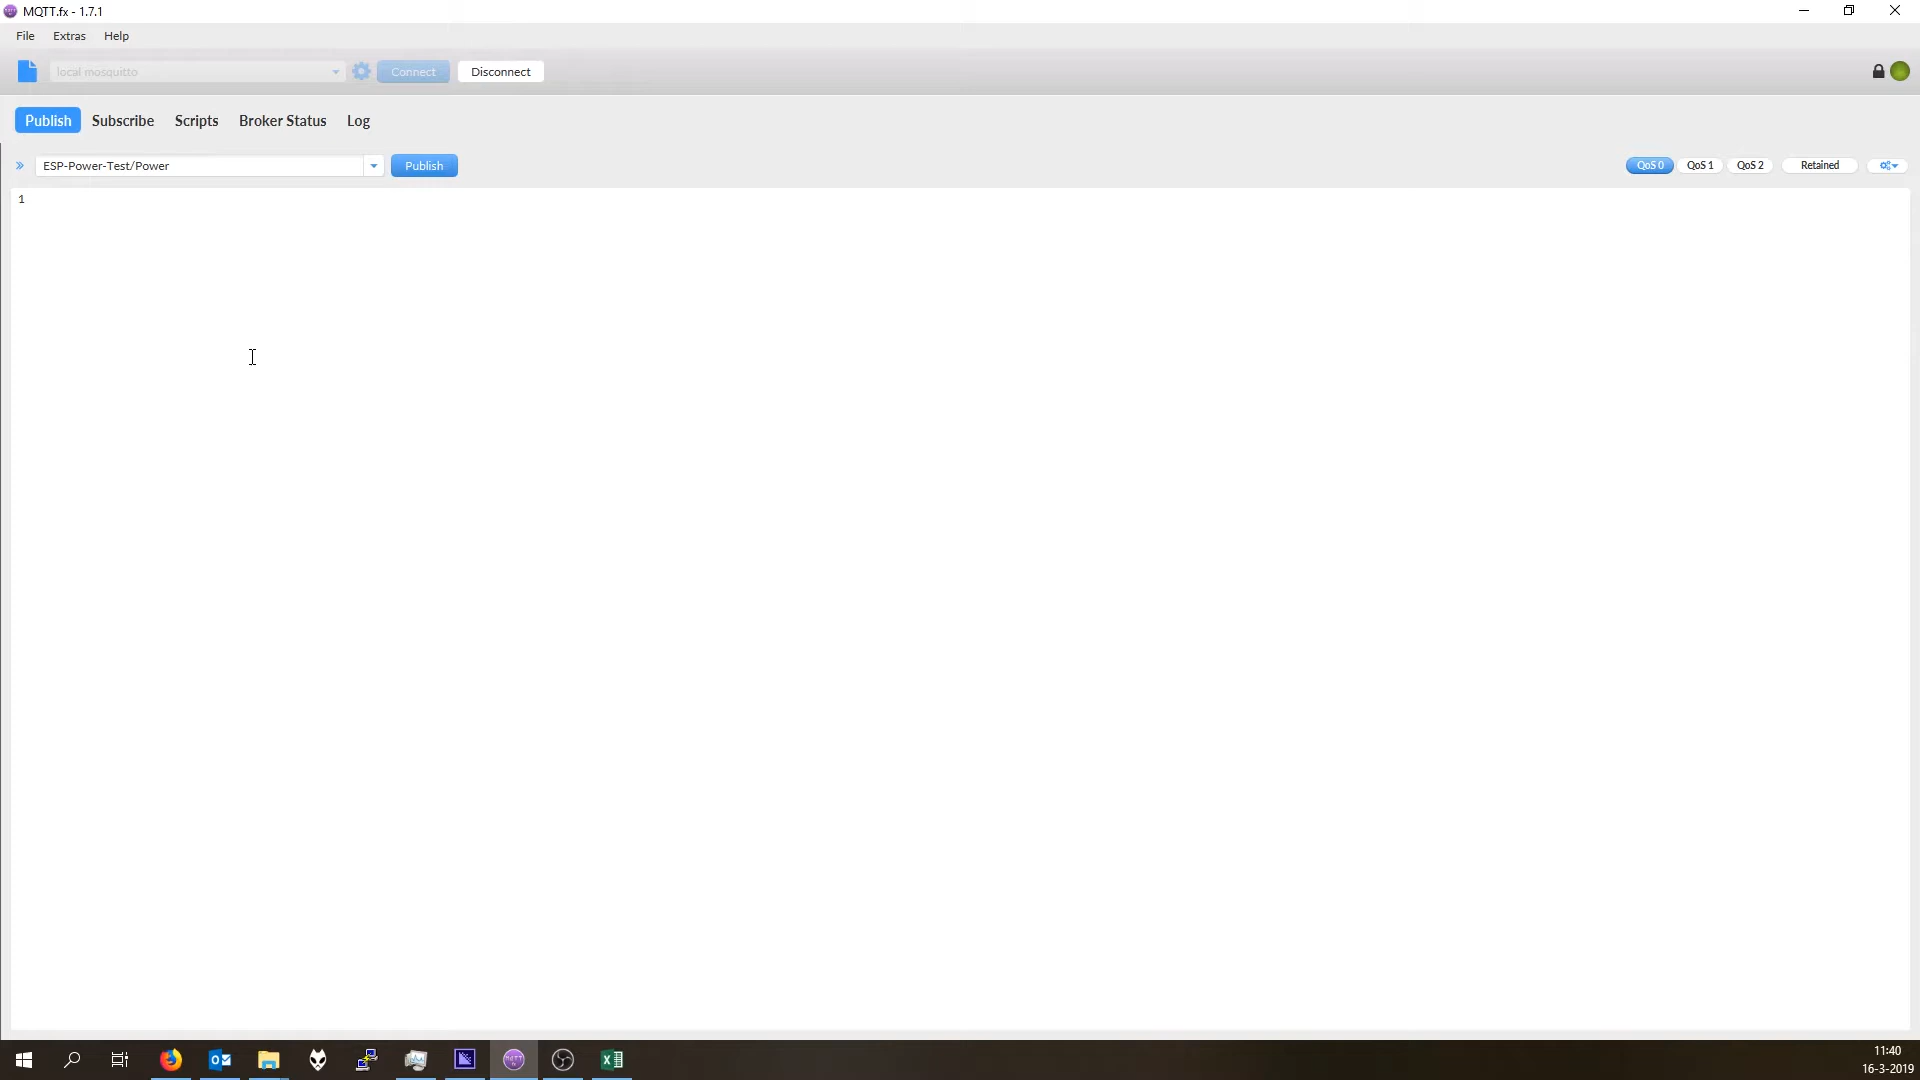 MQTT.fx - 1.7.1
File Extras Help
local mosquitto Connect Disconnect
Publish Subscribe Scripts Broker Status Log
ESP-Power-Test/Power Publish QoS 0 QoS 1 QoS 2 Retained
1
11:40
16-3-2019